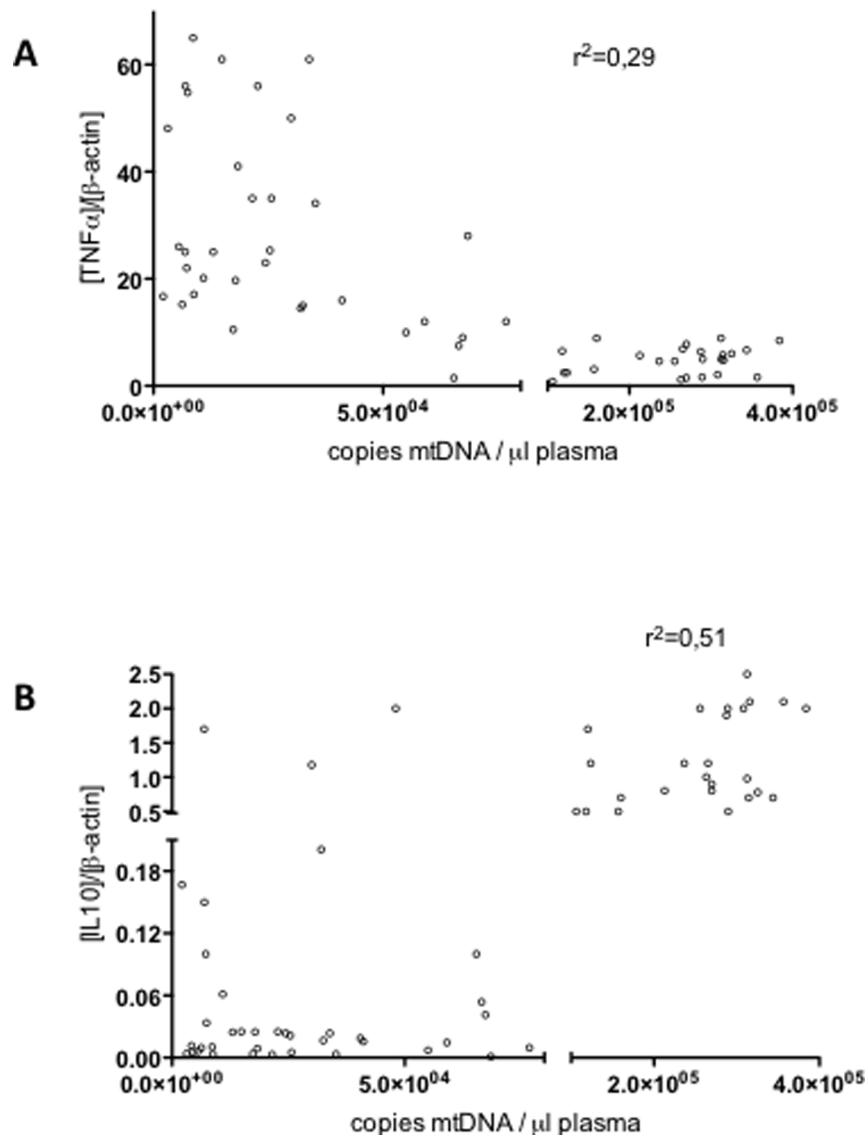 A
r²=0,29
[TNFα]/[β-actin]
60
40
20
0
0.0×10⁺⁰⁰
5.0×10⁰⁴
2.0×10⁰⁵
4.0×10⁰⁵
copies mtDNA / μl plasma
r²=0,51
B
[IL10]/[β-actin]
2.5
2.0
1.5
1.0
0.5
0.18
0.12
0.06
0.00
0.0×10⁺⁰⁰
5.0×10⁰⁴
2.0×10⁰⁵
4.0×10⁰⁵
copies mtDNA / μl plasma